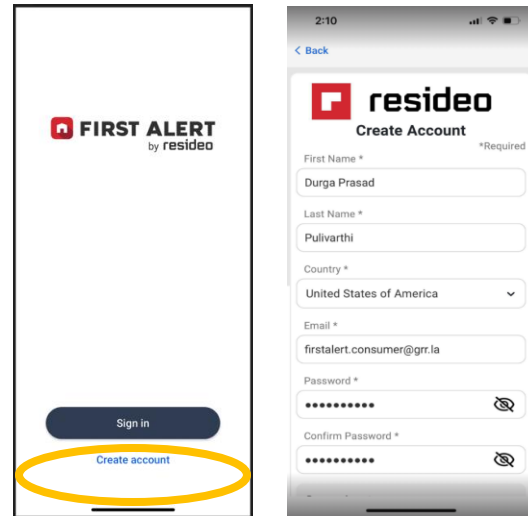 FIRST ALERT
by resideo
Sign in
Create account
2:10
Back
resideo
Create Account
*Required
First Name *
Durga Prasad
Last Name *
Pulivarthi
Country *
United States of America
Email *
firstalert.consumer@grr.la
Password *
••••••••••
Confirm Password *
••••••••••